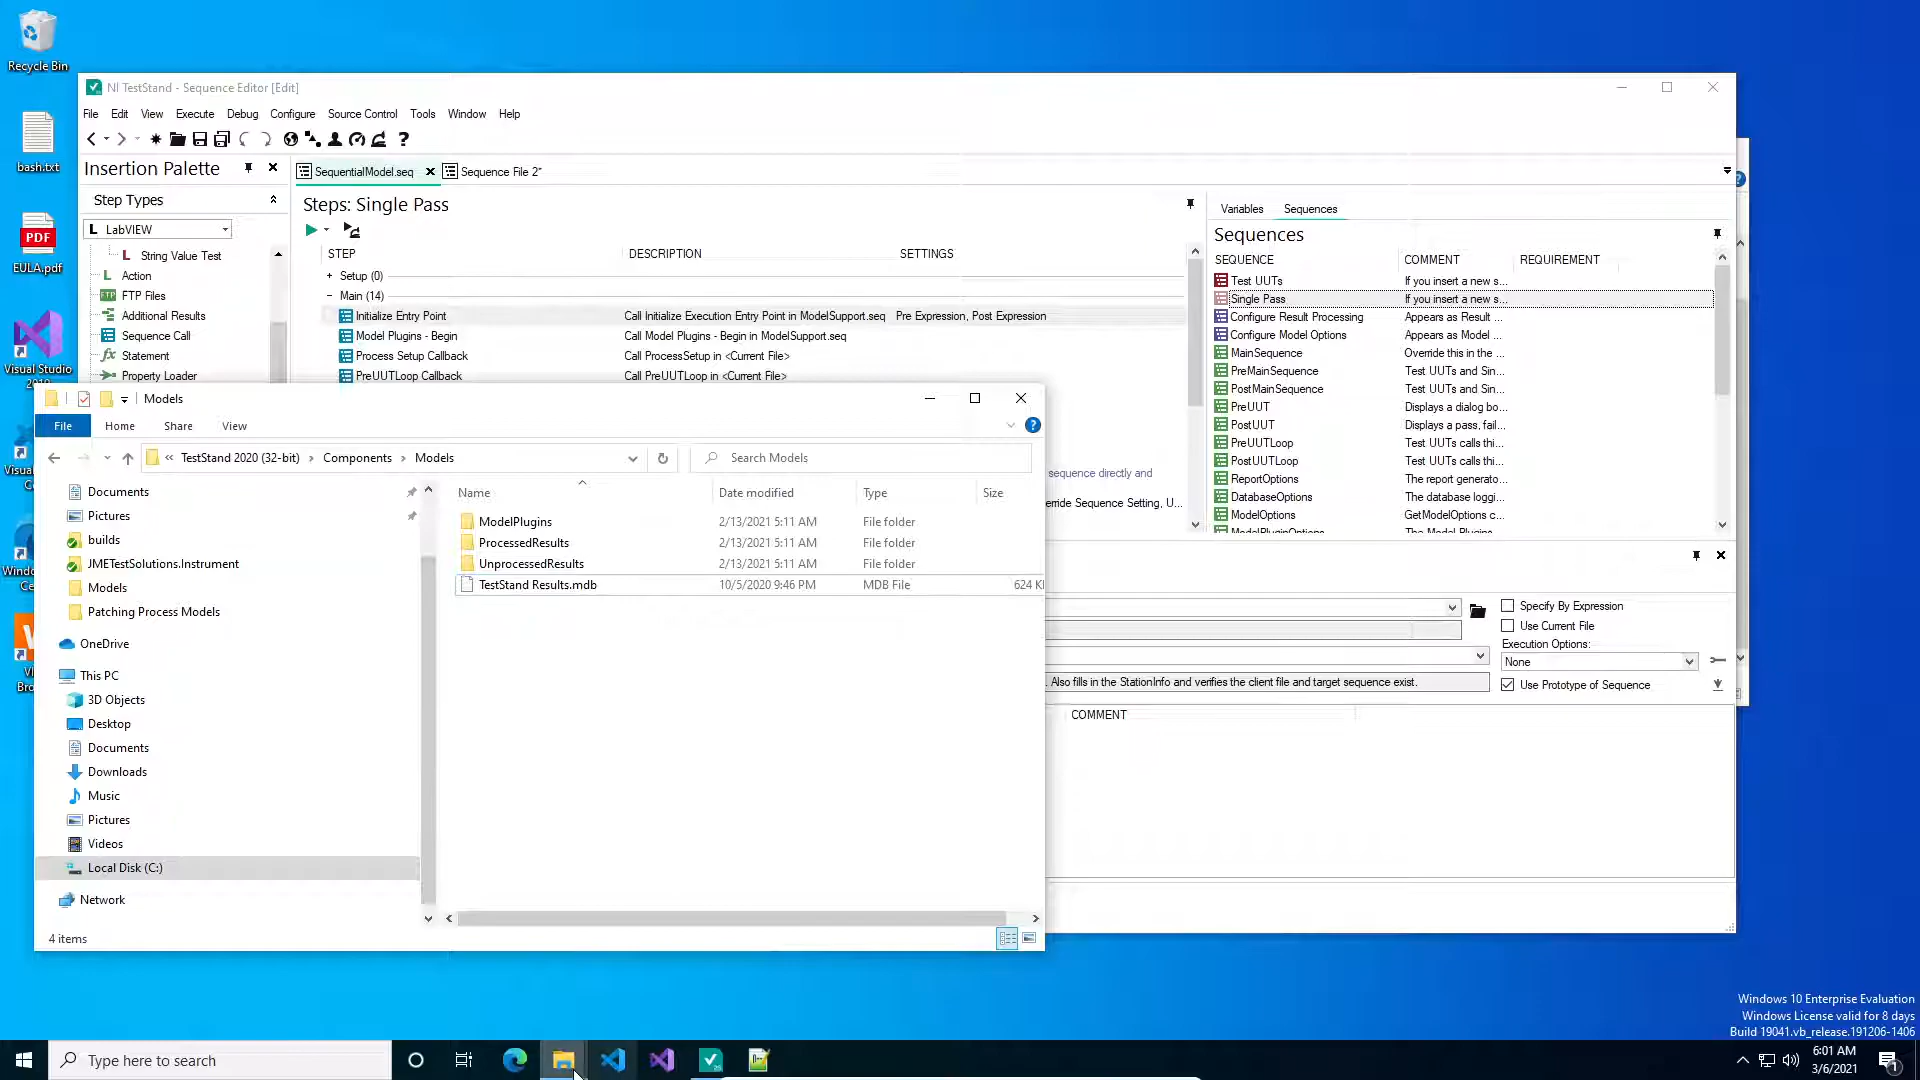 Recycle Bin
bash.txt
PDF
EULA.pdf
Visual Studio
NI TestStand - Sequence Editor [Edit]
File Edit View Execute Debug Configure Source Control Tools Window Help
Insertion Palette
Step Types
LabVIEW
String Value Test
Action
FTP Files
Additional Results
Sequence Call
Statement
Property Loader
SequentialModel.seq
Sequence File 2*
Steps: Single Pass
STEP DESCRIPTION SETTINGS
Setup (0)
Main (14)
Initialize Entry Point Call Initialize Execution Entry Point in ModelSupport.seq Pre Expression, Post Expression
Model Plugins - Begin Call Model Plugins - Begin in ModelSupport.seq
Process Setup Callback Call ProcessSetup in <Current File>
PreUUTLoop Callback Call PreUUTLoop in <Current File>
Variables Sequences
Sequences
SEQUENCE COMMENT REQUIREMENT
Test UUTs If you insert a new s...
Single Pass If you insert a new s...
Configure Result Processing Appears as Result ...
Configure Model Options Appears as Model ...
MainSequence Override this in the ...
PreMainSequence Test UUTs and Sin...
PostMainSequence Test UUTs and Sin...
PreUUT Displays a dialog bo...
PostUUT Displays a pass, fail...
PreUUTLoop Test UUTs calls thi...
PostUUTLoop Test UUTs calls thi...
ReportOptions The report generato...
DatabaseOptions The database loggi...
ModelOptions GetModelOptions c...
ModelPluginOptions The Model Plugins
sequence directly and
erride Sequence Setting, U...
Specify By Expression
Use Current File
Execution Options:
None
Use Prototype of Sequence
. Also fills in the StationInfo and verifies the client file and target sequence exist.
COMMENT
Models
File Home Share View
TestStand 2020 (32-bit) Components Models
Search Models
Documents
Pictures
builds
JMETestSolutions.Instrument
Models
Patching Process Models
OneDrive
This PC
3D Objects
Desktop
Documents
Downloads
Music
Pictures
Videos
Local Disk (C:)
Network
Name Date modified Type Size
ModelPlugins 2/13/2021 5:11 AM File folder
ProcessedResults 2/13/2021 5:11 AM File folder
UnprocessedResults 2/13/2021 5:11 AM File folder
TestStand Results.mdb 10/5/2020 9:46 PM MDB File 624 K
4 items
Windows 10 Enterprise Evaluation
Windows License valid for 8 days
Build 19041.vb_release.191206-1406
Type here to search
6:01 AM
3/6/2021
1